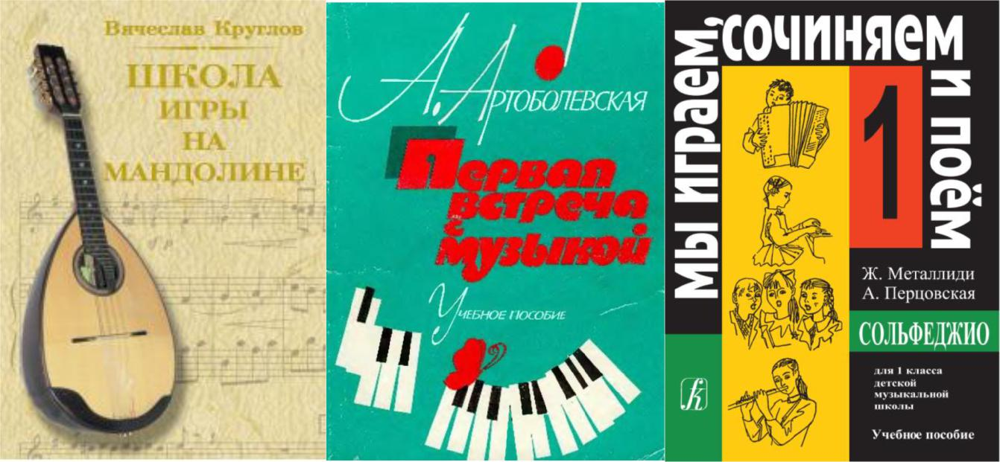 Вячеслав Круглов
ШКОЛА
ИГРЫ
НА
МАНДОЛИНЕ
А. Артоболевская
Первая
встреча
с
музыкой
Учебное пособие
мы играем,
сочиняем
и поём
1
Ж. Металлиди
А. Перцовская
СОЛЬФЕДЖИО
для 1 класса
детской
музыкальной
школы
Учебное пособие